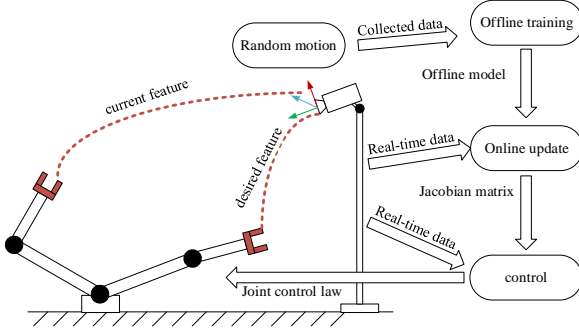 Random motion
Collected data
Offline training
Offline model
current feature
desired feature
Real-time data
Online update
Jacobian matrix
Real-time data
control
Joint control law